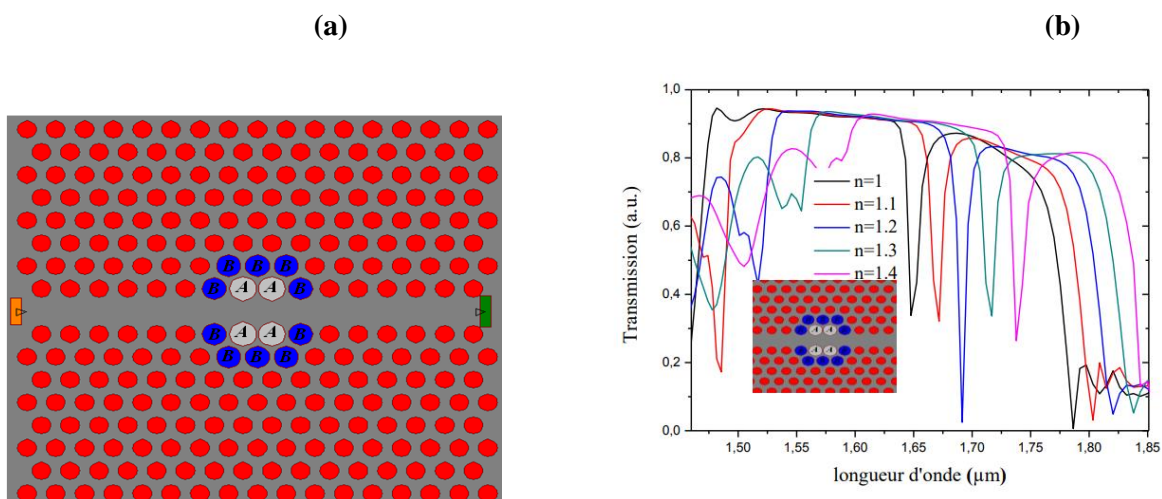 (a)
(b)
B B B
B A A B
B A A B
B B B
1,0
0,8
0,6
0,4
0,2
0,0
Transmission (a.u.)
n=1
n=1.1
n=1.2
n=1.3
n=1.4
1,50 1,55 1,60 1,65 1,70 1,75 1,80 1,85
longueur d'onde (µm)